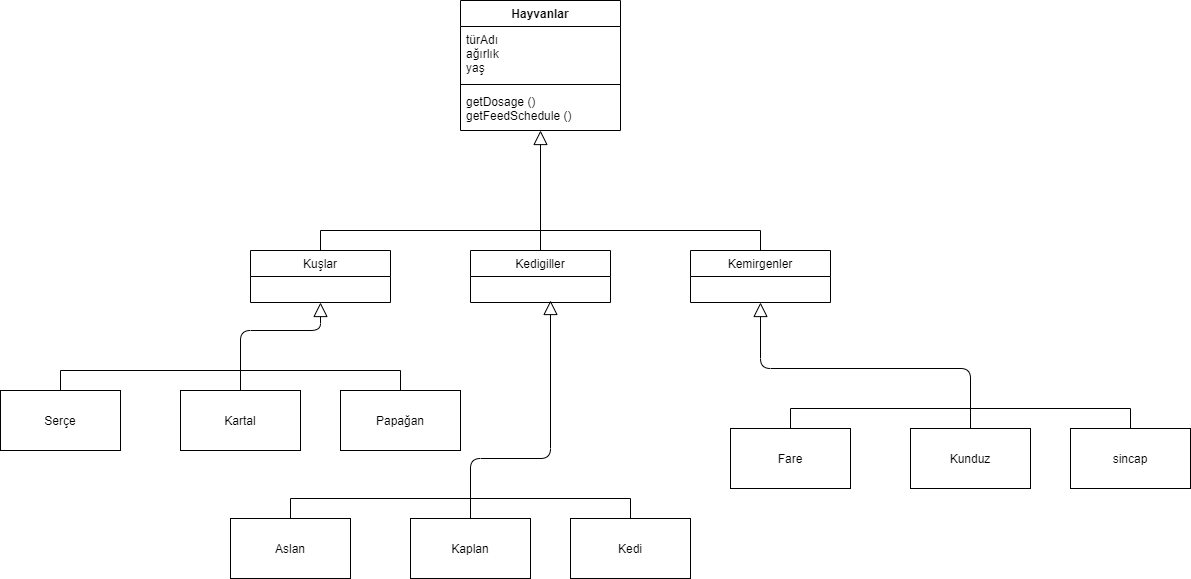 Hayvanlar
türAdı
ağırlık
yaş
getDosage ()
getFeedSchedule ()
Kuşlar
Kedigiller
Kemirgenler
Serçe
Kartal
Papağan
Fare
Kunduz
sincap
Aslan
Kaplan
Kedi